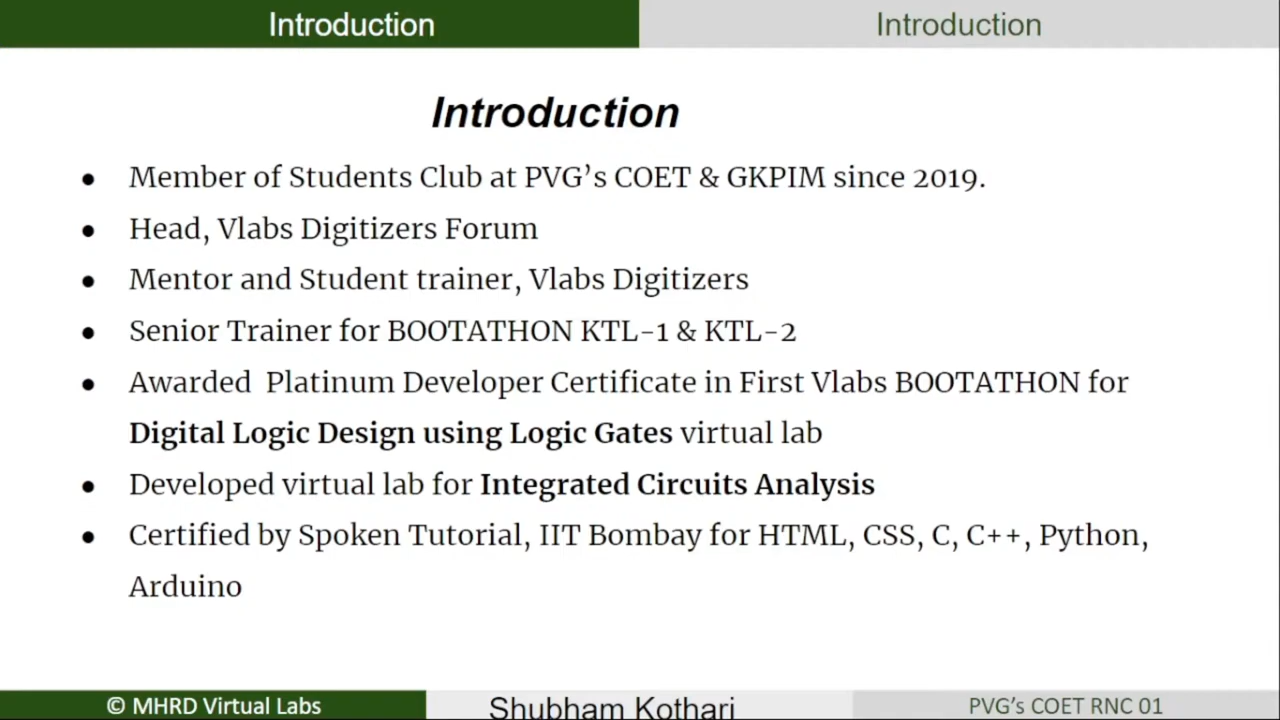 Introduction
Introduction
Introduction
● Member of Students Club at PVG’s COET & GKPIM since 2019.
● Head, Vlabs Digitizers Forum
● Mentor and Student trainer, Vlabs Digitizers
● Senior Trainer for BOOTATHON KTL-1 & KTL-2
● Awarded  Platinum Developer Certificate in First Vlabs BOOTATHON for
Digital Logic Design using Logic Gates virtual lab
● Developed virtual lab for Integrated Circuits Analysis
● Certified by Spoken Tutorial, IIT Bombay for HTML, CSS, C, C++, Python,
Arduino
© MHRD Virtual Labs
Shubham Kothari
PVG’s COET RNC 01